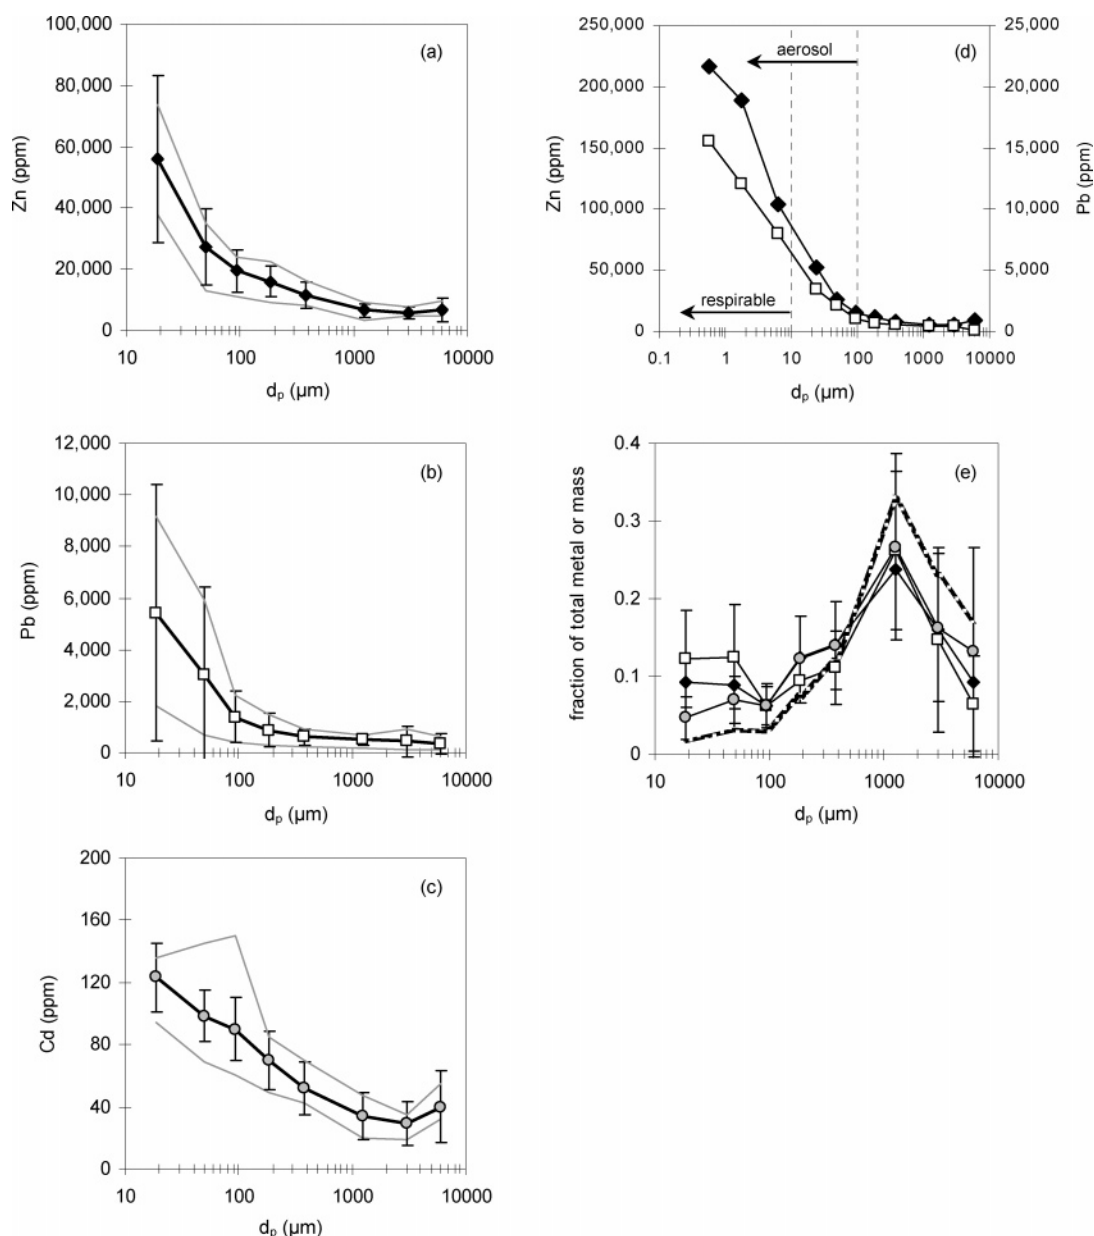 100,000
80,000
60,000
40,000
20,000
0
Zn (ppm)
(a)
10 100 1000 10000
dp (µm)
250,000
200,000
150,000
100,000
50,000
0
Zn (ppm)
aerosol
(d)
respirable
25,000
20,000
15,000
10,000
5,000
0
Pb (ppm)
0.1 1 10 100 1000 10000
dp (µm)
12,000
10,000
8,000
6,000
4,000
2,000
0
Pb (ppm)
(b)
10 100 1000 10000
dp (µm)
0.4
0.3
0.2
0.1
0
fraction of total metal or mass
(e)
10 100 1000 10000
dp (µm)
200
160
120
80
40
0
Cd (ppm)
(c)
10 100 1000 10000
dp (µm)